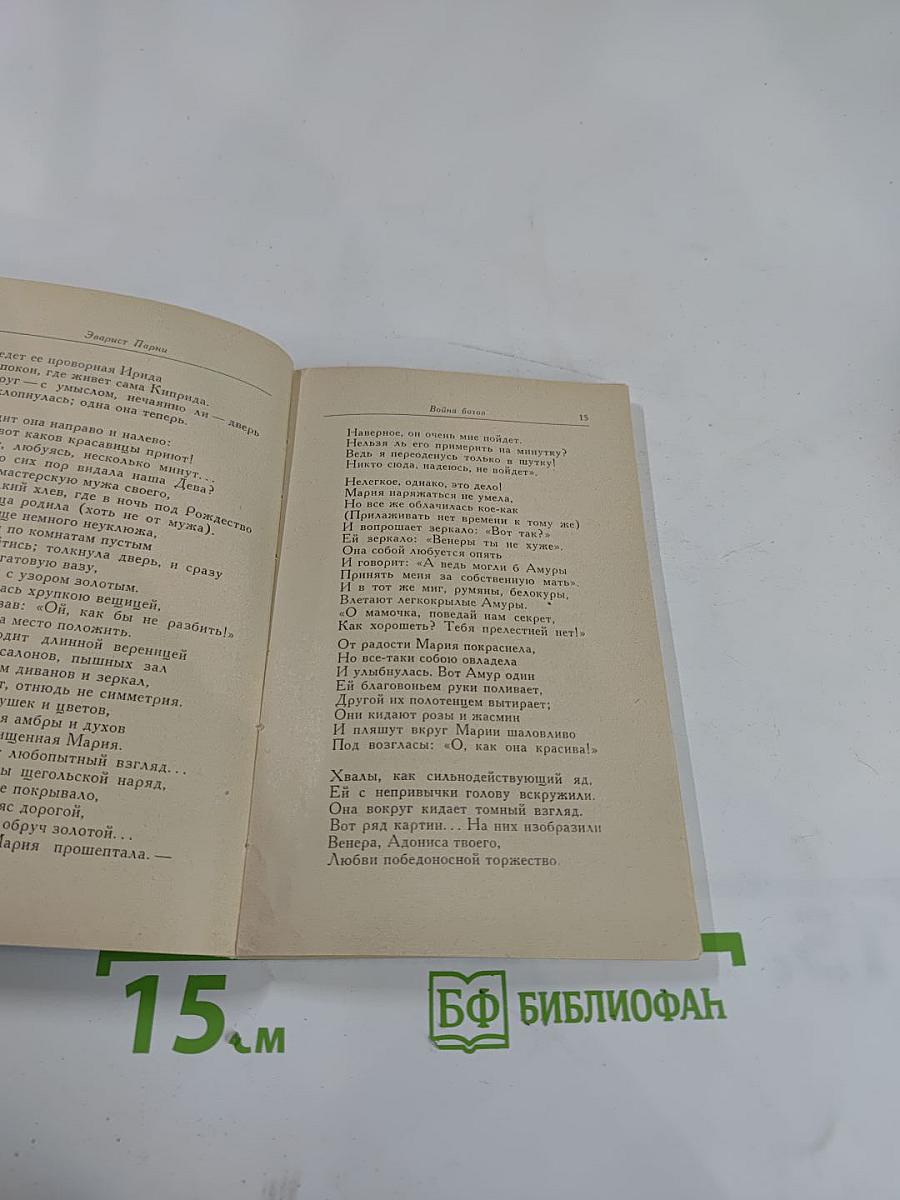 Эварист Парни
едет ее проворная Ирида
покои, где живет сама Киприда.
руг — с умыслом, нечаянно ли — дверь
хлопнулась; одна она теперь.
дит она направо и налево:
вот каков красавицы приют!
, любуясь, несколько минут...
о сих пор видала наша Дева?
мастерскую мужа своего,
кий хлев, где в ночь под Рождество
ца родила (хоть не от мужа).
ще немного неуклюжа,
и по комнатам пустым
йтись; толкнула дверь, и сразу
гатовую вазу,
с узором золотым.
лась хрупкою вещицей,
зав: «Ой, как бы не разбить!»
а место положить.
одит длинной вереницей
салонов, пышных зал
м диванов и зеркал,
т, отнюдь не симметрия.
ушек и цветов,
я амбры и духов
ищенная Мария.
т любопытный взгляд...
ы щегольской наряд,
е покрывало,
яс дорогой,
обруч золотой...
Мария прошептала. —
Война богов 15
Наверное, он очень мне пойдет.
Нельзя ль его примерить на минутку?
Ведь я переоденусь только в шутку!
Никто сюда, надеюсь, не войдет».
Нелегкое, однако, это дело!
Мария наряжаться не умела,
Но все же облачилась кое-как
(Прилаживать нет времени к тому же)
И вопрошает зеркало: «Вот так?»
Ей зеркало: «Венеры ты не хуже».
Она собой любуется опять
И говорит: «А ведь могли б Амуры
Принять меня за собственную мать».
И в тот же миг, румяны, белокуры,
Влетают легкокрылые Амуры.
«О мамочка, поведай нам секрет,
Как хорошеть? Тебя прелестней нет!»
От радости Мария покраснела,
Но все-таки собою овладела
И улыбнулась. Вот Амур один
Ей благовоньем руки поливает,
Другой их полотенцем вытирает;
Они кидают розы и жасмин
И пляшут вкруг Марии шаловливо
Под возгласы: «О, как она красива!»
Хвалы, как сильнодействующий яд,
Ей с непривычки голову вскружили.
Она вокруг кидает томный взгляд.
Вот ряд картин... На них изобразили
Венера, Адониса твоего,
Любви победоносной торжество.
15 см
БФ БИБЛИОФАН